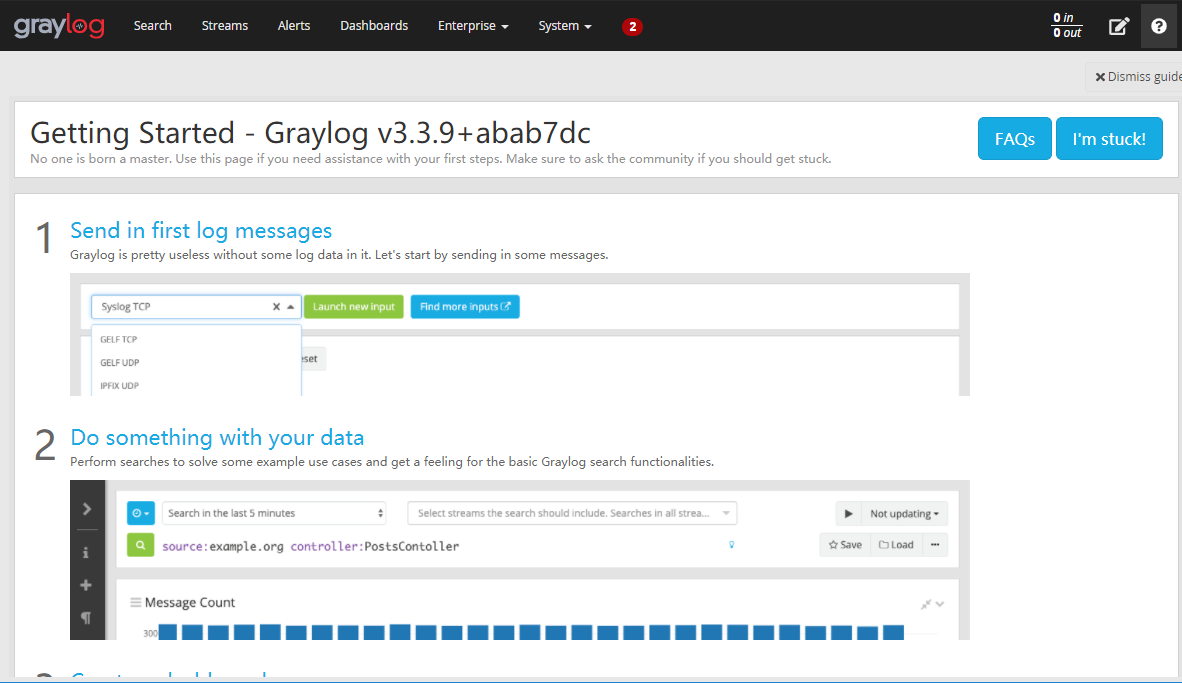 graylog Search Streams Alerts Dashboards Enterprise System 2 0 in
0 out
Dismiss guide
Getting Started - Graylog v3.3.9+abab7dc
No one is born a master. Use this page if you need assistance with your first steps. Make sure to ask the community if you should get stuck.
FAQs I'm stuck!
1 Send in first log messages
Graylog is pretty useless without some log data in it. Let's start by sending in some messages.
Syslog TCP Launch new input Find more inputs
GELF TCP
eset
GELF UDP
IPFIX UDP
2 Do something with your data
Perform searches to solve some example use cases and get a feeling for the basic Graylog search functionalities.
Search in the last 5 minutes Select streams the search should include. Searches in all strea... Not updating
source:example.org controller:PostsContoller Save Load
Message Count
300